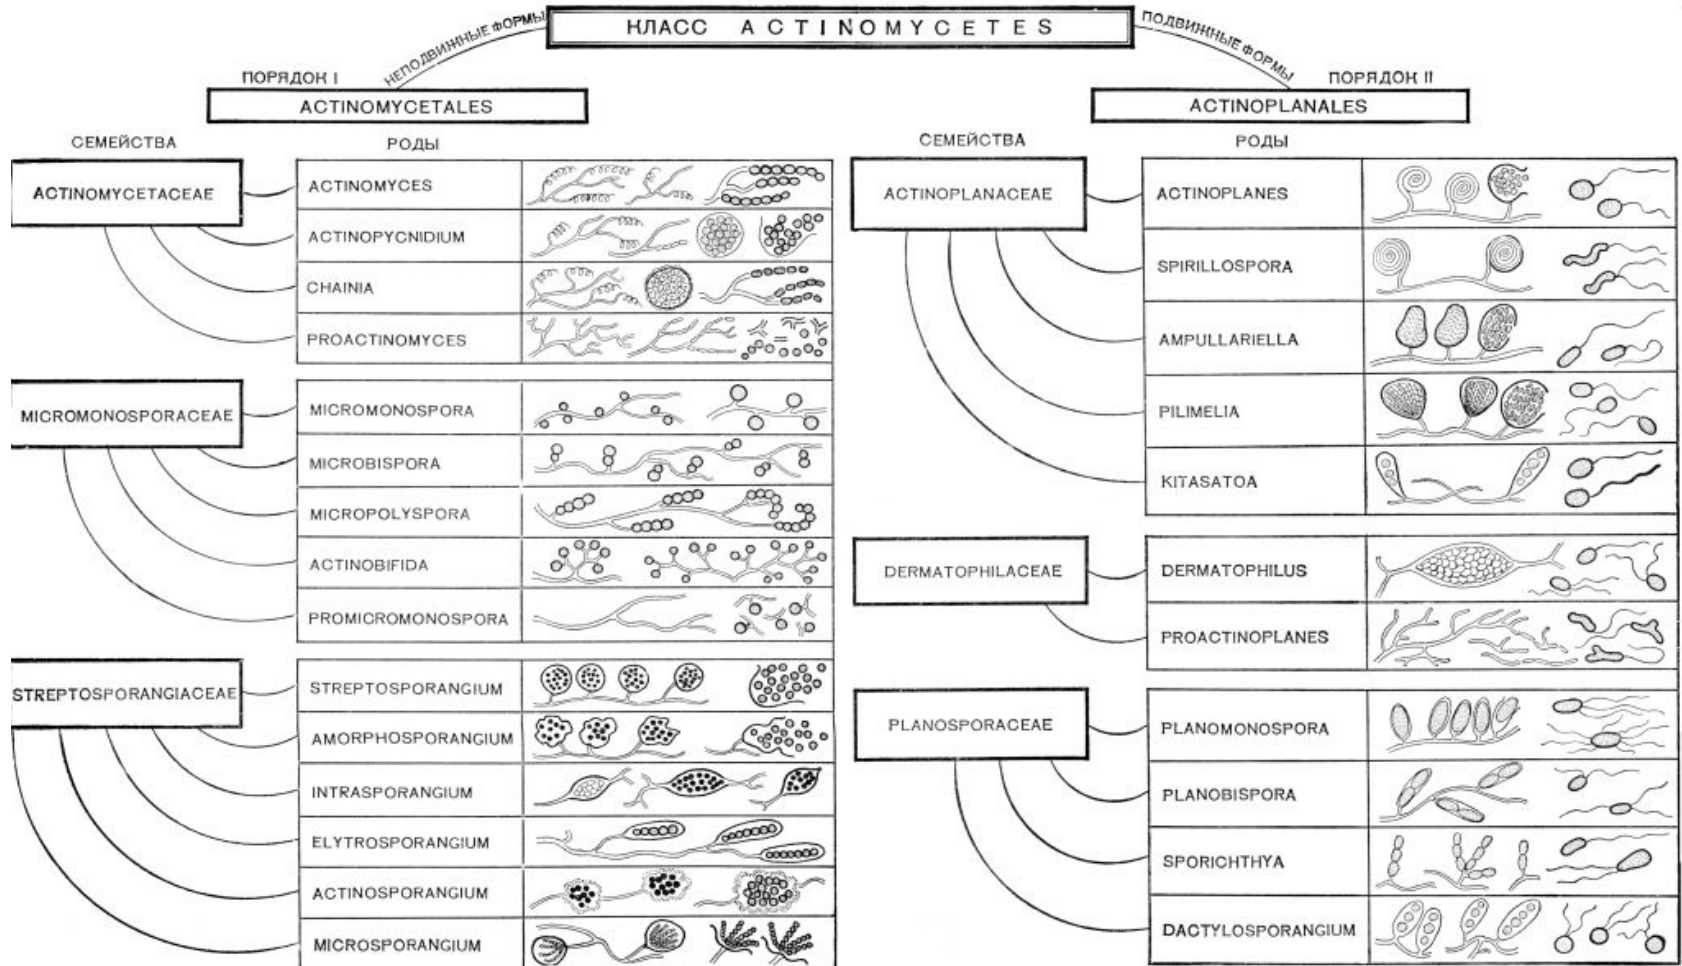 КЛАСС ACTINOMYCETES
НЕПОДВИЖНЫЕ ФОРМЫ
ПОДВИЖНЫЕ ФОРМЫ
ПОРЯДОК I
ACTINOMYCETALES
СЕМЕЙСТВА
РОДЫ
ACTINOMYCETACEAE
ACTINOMYCES
ACTINOPYCNIDIUM
CHAINIA
PROACTINOMYCES
MICROMONOSPORACEAE
MICROMONOSPORA
MICROBISPORA
MICROPOLYSPORA
ACTINOBIFIDA
PROMICROMONOSPORA
STREPTOSPORANGIACEAE
STREPTOSPORANGIUM
AMORPHOSPORANGIUM
INTRASPORANGIUM
ELYTROSPORANGIUM
ACTINOSPORANGIUM
MICROSPORANGIUM
ПОРЯДОК II
ACTINOPLANALES
СЕМЕЙСТВА
РОДЫ
ACTINOPLANACEAE
ACTINOPLANES
SPIRILLOSPORA
AMPULLARIELLA
PILIMELIA
KITASATOA
DERMATOPHILACEAE
DERMATOPHILUS
PROACTINOPLANES
PLANOSPORACEAE
PLANOMONOSPORA
PLANOBISPORA
SPORICHTHYA
DACTYLOSPORANGIUM